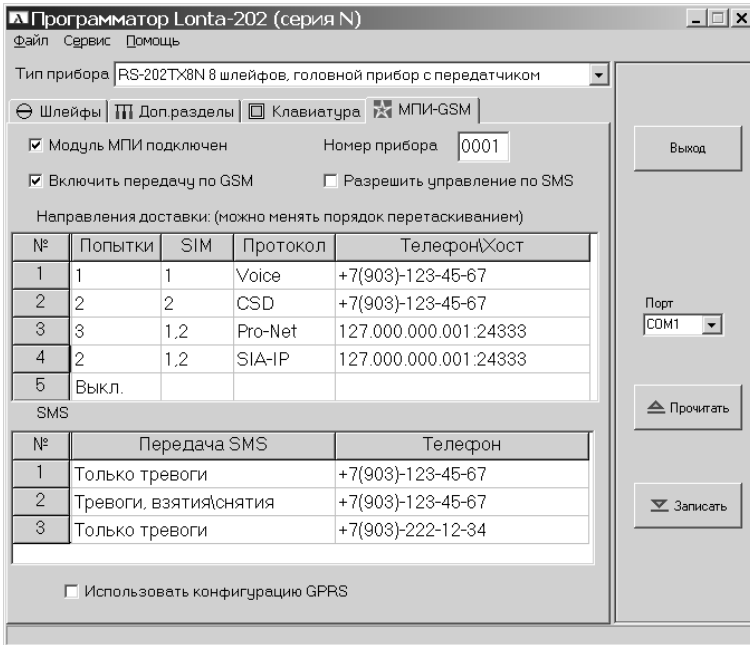 Программатор Lonta-202 (серия N)
Файл Сервис Помощь
Тип прибора RS-202TX8N 8 шлейфов, головной прибор с передатчиком
Шлейфы Доп.разделы Клавиатура МПИ-GSM
Модуль МПИ подключен Номер прибора 0001
Выход
Включить передачу по GSM Разрешить управление по SMS
Направления доставки: (можно менять порядок перетаскиванием)
№ Попытки SIM Протокол Телефон\Хост
1 1 1 Voice +7(903)-123-45-67
2 2 2 CSD +7(903)-123-45-67
3 3 1,2 Pro-Net 127.000.000.001:24333
4 2 1,2 SIA-IP 127.000.000.001:24333
5 Выкл.
Порт
COM1
SMS
Прочитать
№ Передача SMS Телефон
1 Только тревоги +7(903)-123-45-67
2 Тревоги, взятия\снятия +7(903)-123-45-67
3 Только тревоги +7(903)-222-12-34
Записать
Использовать конфигурацию GPRS